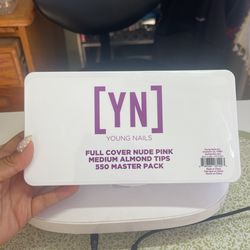 [YN]
YOUNG NAILS
FULL COVER NUDE PINK
MEDIUM ALMOND TIPS
550 MASTER PACK